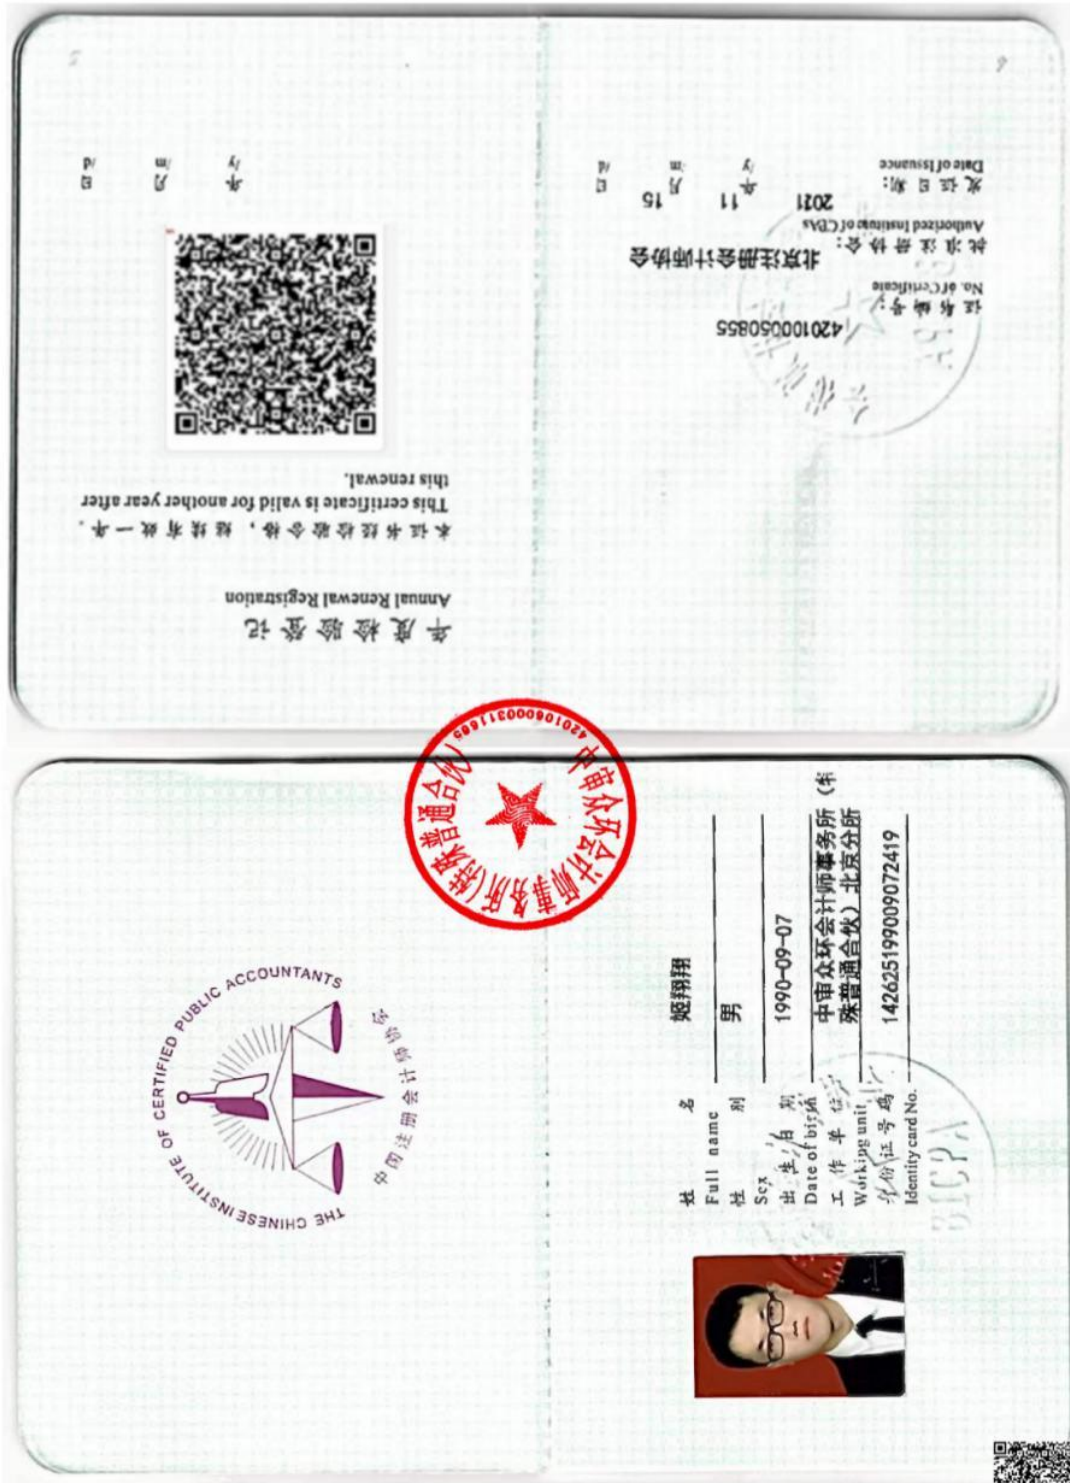 年度检验登记
Annual Renewal Registration
本证书经检验合格，继续有效一年。
This certificate is valid for another year after
this renewal.
年 月 日
/y /m /d
证书编号：
No. of Certificate
420100050855
批准注册协会：
Authorized Institute of CPAs
北京注册会计师协会
发证日期：
Date of Issuance
2021 年 11 月 15 日
/y /m /d
中审众环会计师事务所(特殊普通合伙)
THE CHINESE INSTITUTE OF CERTIFIED PUBLIC ACCOUNTANTS
中国注册会计师协会
姓 名 姬翔翔
Full name
性 别 男
Sex
出 生 日 期 1990-09-07
Date of birth
工 作 单 位 中审众环会计师事务所（特
殊普通合伙）北京分所
Working unit
身份证号码 142625199009072419
Identity card No.
BICPA